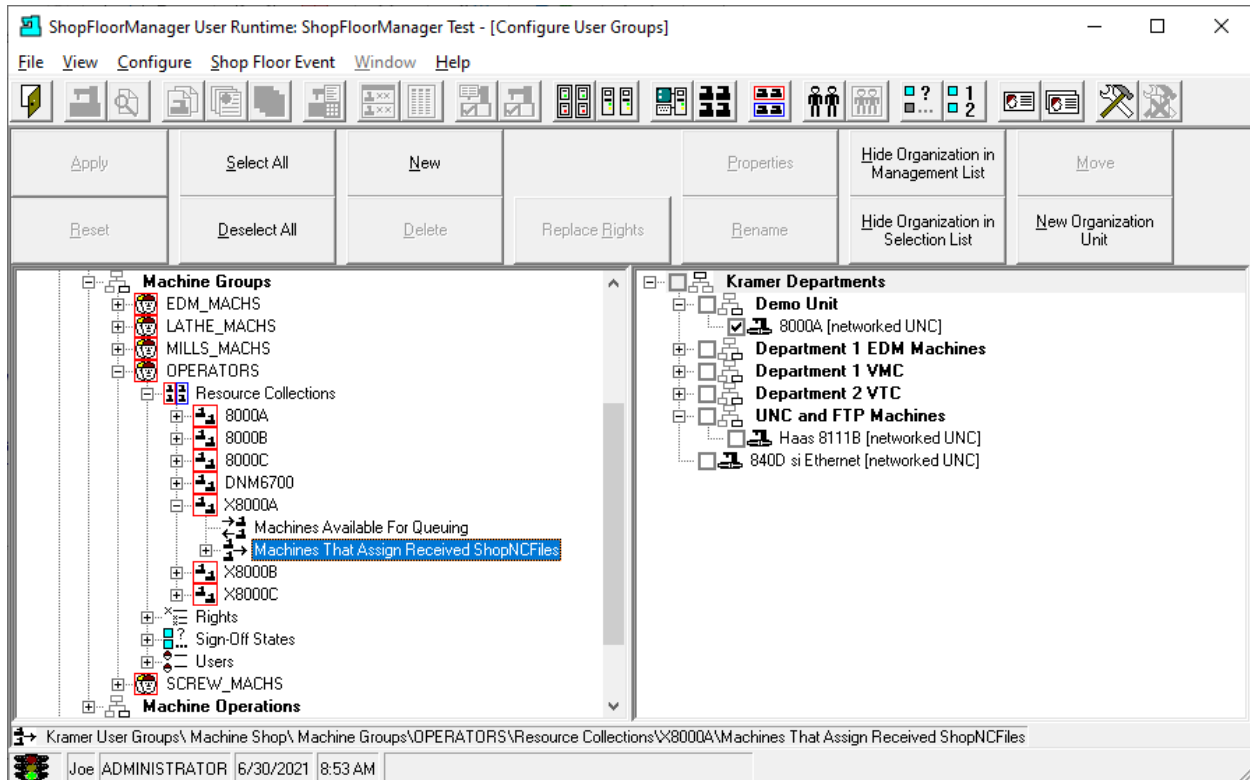 ShopFloorManager User Runtime: ShopFloorManager Test - [Configure User Groups]
File View Configure Shop Floor Event Window Help
Apply Select All New Properties Hide Organization in Management List Move
Reset Deselect All Delete Replace Rights Rename Hide Organization in Selection List New Organization Unit
Machine Groups
EDM_MACHS
LATHE_MACHS
MILLS_MACHS
OPERATORS
Resource Collections
8000A
8000B
8000C
DNM6700
X8000A
Machines Available For Queuing
Machines That Assign Received ShopNCFiles
X8000B
X8000C
Rights
Sign-Off States
Users
SCREW_MACHS
Machine Operations
Kramer Departments
Demo Unit
8000A [networked UNC]
Department 1 EDM Machines
Department 1 VMC
Department 2 VTC
UNC and FTP Machines
Haas 8111B [networked UNC]
840D si Ethernet [networked UNC]
Kramer User Groups\ Machine Shop\ Machine Groups\OPERATORS\Resource Collections\X8000A\Machines That Assign Received ShopNCFiles
Joe ADMINISTRATOR 6/30/2021 8:53 AM